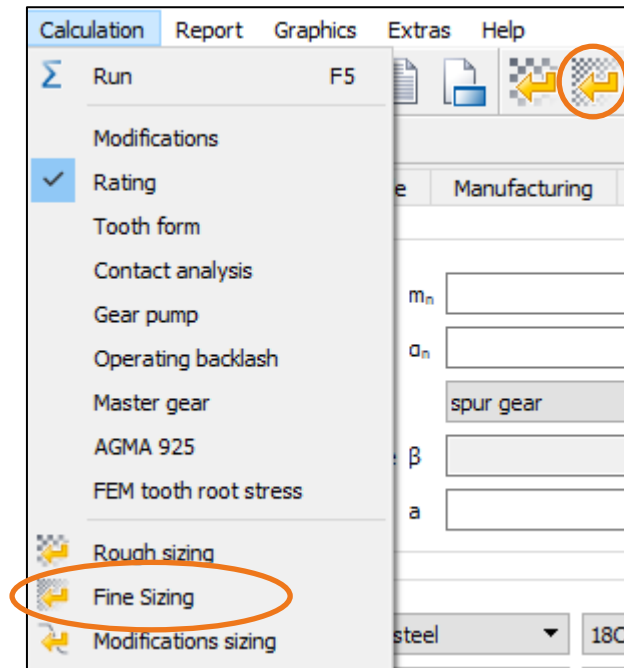 Calculation Report Graphics Extras Help
Run F5
Modifications
Rating
e Manufacturing
Tooth form
Contact analysis
mₙ
Gear pump
Operating backlash
αₙ
Master gear
spur gear
AGMA 925
e β
FEM tooth root stress
a
Rough sizing
Fine Sizing
Modifications sizing
steel 18C